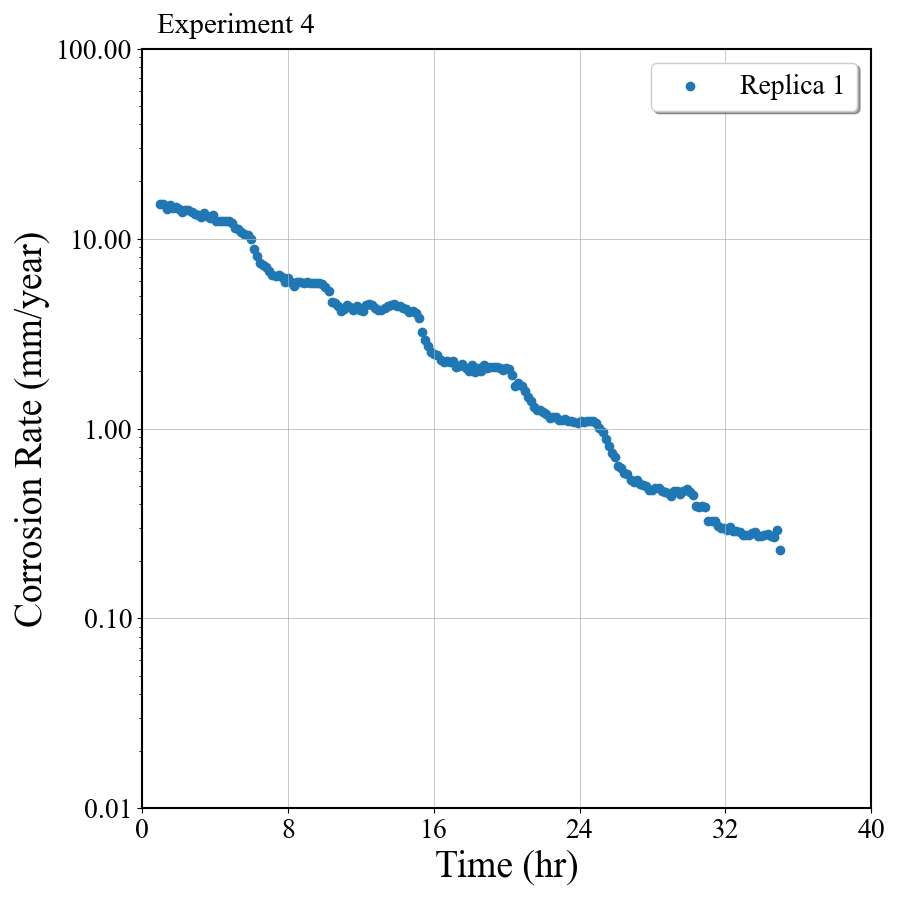 Experiment 4
Replica 1
100.00
10.00
1.00
0.10
0.01
Corrosion Rate (mm/year)
0 8 16 24 32 40
Time (hr)